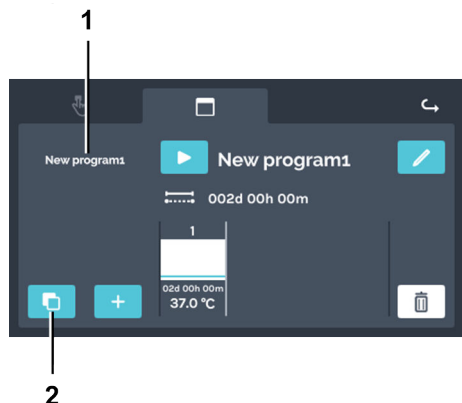 1
New program1
New program1
002d 00h 00m
1
02d 00h 00m
37.0 °C
2